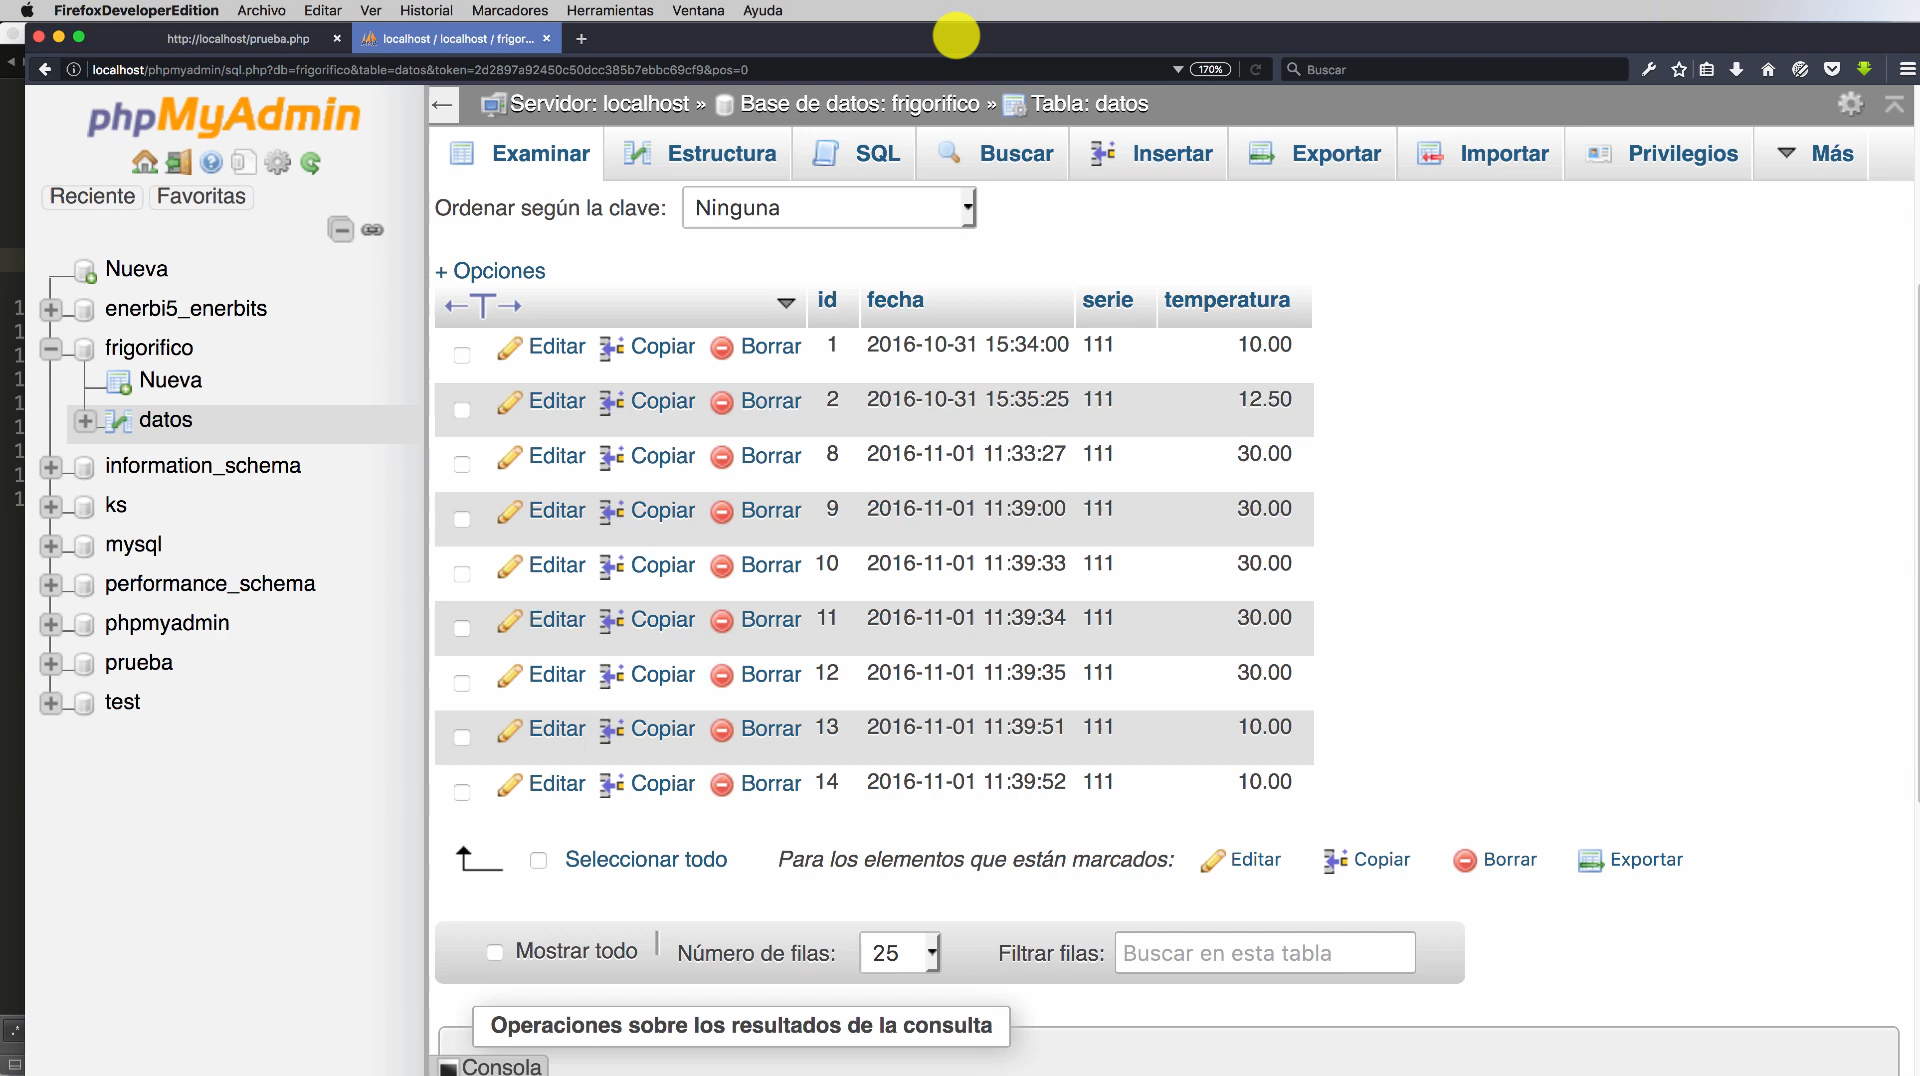 FirefoxDeveloperEdition Archivo Editar Ver Historial Marcadores Herramientas Ventana Ayuda
http://localhost/prueba.php × localhost / localhost / frigor... × +
localhost/phpmyadmin/sql.php?db=frigorifico&table=datos&token=2d2897a92450c50dcc385b7ebbc69cf9&pos=0 170% Buscar
phpMyAdmin
Reciente Favoritas
Nueva
enerbi5_enerbits
frigorifico
Nueva
datos
information_schema
ks
mysql
performance_schema
phpmyadmin
prueba
test
Servidor: localhost » Base de datos: frigorifico » Tabla: datos
Examinar Estructura SQL Buscar Insertar Exportar Importar Privilegios Más
Ordenar según la clave: Ninguna
+ Opciones
←T→ id fecha serie temperatura
Editar Copiar Borrar 1 2016-10-31 15:34:00 111 10.00
Editar Copiar Borrar 2 2016-10-31 15:35:25 111 12.50
Editar Copiar Borrar 8 2016-11-01 11:33:27 111 30.00
Editar Copiar Borrar 9 2016-11-01 11:39:00 111 30.00
Editar Copiar Borrar 10 2016-11-01 11:39:33 111 30.00
Editar Copiar Borrar 11 2016-11-01 11:39:34 111 30.00
Editar Copiar Borrar 12 2016-11-01 11:39:35 111 30.00
Editar Copiar Borrar 13 2016-11-01 11:39:51 111 10.00
Editar Copiar Borrar 14 2016-11-01 11:39:52 111 10.00
Seleccionar todo Para los elementos que están marcados: Editar Copiar Borrar Exportar
Mostrar todo Número de filas: 25 Filtrar filas: Buscar en esta tabla
Operaciones sobre los resultados de la consulta
Consola